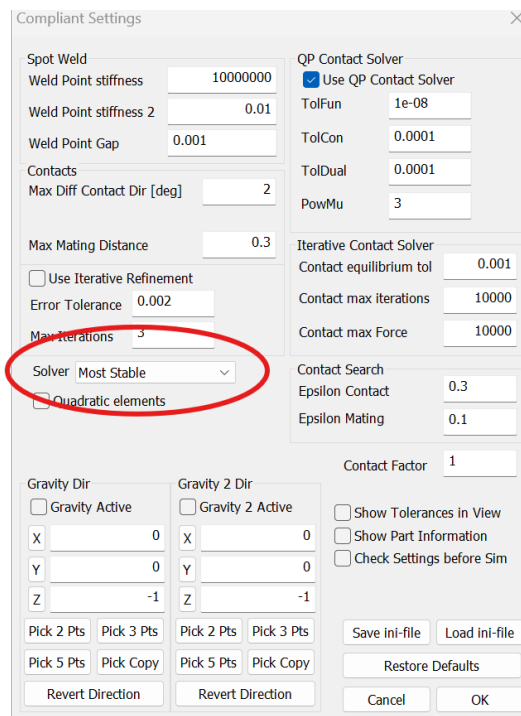 Compliant Settings
Spot Weld
Weld Point stiffness 10000000
Weld Point stiffness 2 0.01
Weld Point Gap 0.001
Contacts
Max Diff Contact Dir [deg] 2
Max Mating Distance 0.3
Use Iterative Refinement
Error Tolerance 0.002
Max Iterations 3
Solver Most Stable
Quadratic elements
QP Contact Solver
Use QP Contact Solver
TolFun 1e-08
TolCon 0.0001
TolDual 0.0001
PowMu 3
Iterative Contact Solver
Contact equilibrium tol 0.001
Contact max iterations 10000
Contact max Force 10000
Contact Search
Epsilon Contact 0.3
Epsilon Mating 0.1
Contact Factor 1
Gravity Dir
Gravity Active
X 0
Y 0
Z -1
Pick 2 Pts Pick 3 Pts
Pick 5 Pts Pick Copy
Revert Direction
Gravity 2 Dir
Gravity 2 Active
X 0
Y 0
Z -1
Pick 2 Pts Pick 3 Pts
Pick 5 Pts Pick Copy
Revert Direction
Show Tolerances in View
Show Part Information
Check Settings before Sim
Save ini-file Load ini-file
Restore Defaults
Cancel OK